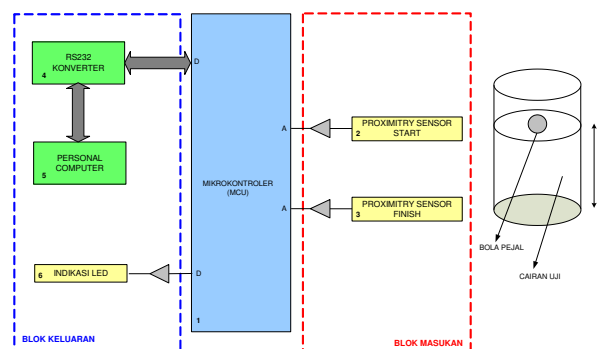 RS232
KONVERTER
4
D
PERSONAL
COMPUTER
5
6 INDIKASI LED
D
MIKROKONTROLER
(MCU)
1
A
A
PROXIMITRY SENSOR
START
2
PROXIMITRY SENSOR
FINISH
3
BOLA PEJAL
CAIRAN UJI
BLOK KELUARAN
BLOK MASUKAN